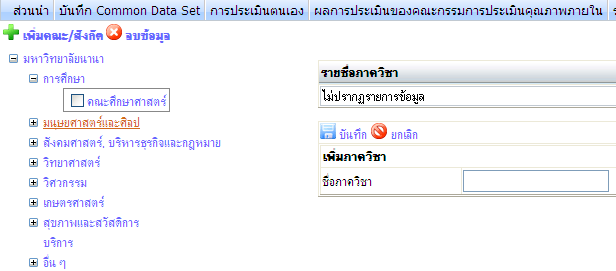 ส่วนนำ บันทึก Common Data Set การประเมินตนเอง ผลการประเมินของคณะกรรมการประเมินคุณภาพภายใน
เพิ่มคณะ/สังกัด ลบข้อมูล
มหาวิทยาลัยนานา
การศึกษา
คณะศึกษาศาสตร์
มนุษยศาสตร์และศิลป
สังคมศาสตร์, บริหารธุรกิจและกฎหมาย
วิทยาศาสตร์
วิศวกรรม
เกษตรศาสตร์
สุขภาพและสวัสดิการ
บริการ
อื่น ๆ
รายชื่อภาควิชา
ไม่ปรากฏรายการข้อมูล
บันทึก ยกเลิก
เพิ่มภาควิชา
ชื่อภาควิชา